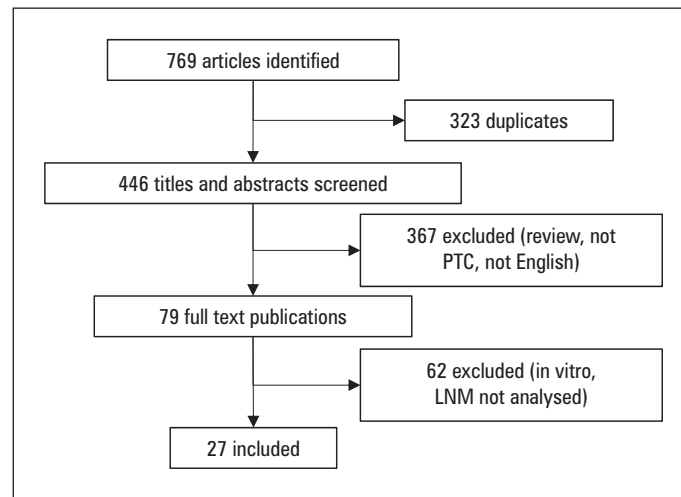 769 articles identified
323 duplicates
446 titles and abstracts screened
367 excluded (review, not
PTC, not English)
79 full text publications
62 excluded (in vitro,
LNM not analysed)
27 included